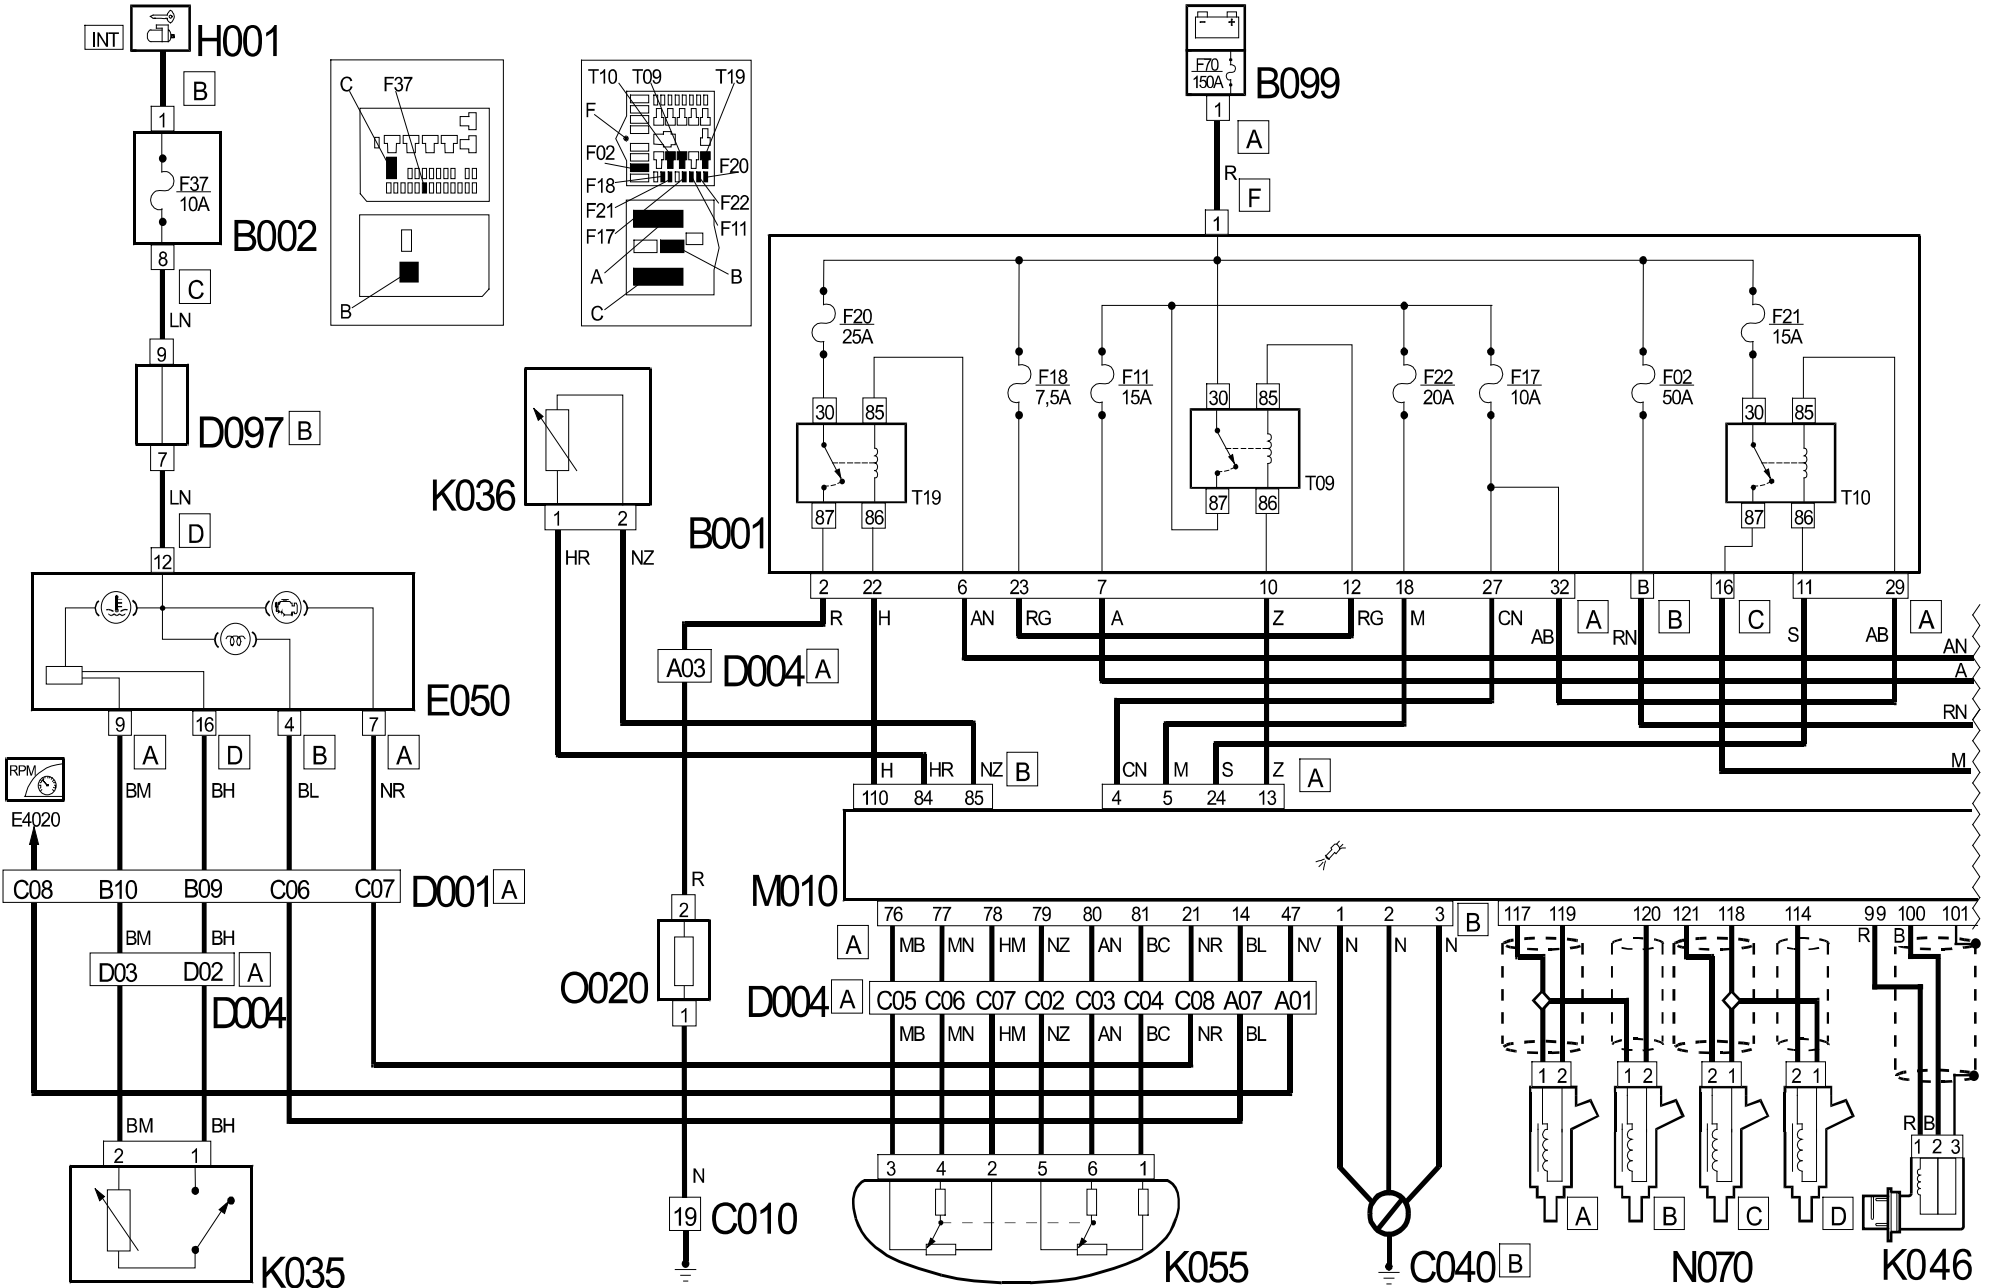 INT
H001
B
1
F37
10A
B002
8
C
LN
9
D097 B
7
LN
D
12
E050
9 16 4 7
A D B A
BM BH BL NR
RPM
E4020
C08 B10 B09 C06 C07
D001 A
BM BH
D03 D02 A
D004
BM BH
2 1
K035
C F37
B
T10 T09 T19
F
F02
F20
F18
F22
F21
F11
F17
A
B
C
K036
1 2
HR NZ
- +
F70
150A
B099
1
A
R
F
1
F20
25A
F18
7,5A
F11
15A
F22
20A
F17
10A
F02
50A
F21
15A
30 85
T19
87 86
30 85
T09
87 86
30 85
T10
87 86
B001
2 22 6 23 7 10 12 18 27 32 B 16 11 29
R H AN RG A Z RG M CN AB A RN B C S AB A
AN
A
RN
M
A03 D004 A
H HR NZ B
CN M S Z A
110 84 85
4 5 24 13
M010
R
2
O020
1
N
19 C010
76 77 78 79 80 81 21 14 47 1 2 3 B
117 119 120 121 118 114 99 100 101
A
MB MN HM NZ AN BC NR BL NV N N N
R B
D004 A
C05 C06 C07 C02 C03 C04 C08 A07 A01
MB MN HM NZ AN BC NR BL
3 4 2 5 6 1
K055
C040 B
1 2 1 2 2 1 2 1
A B C D
N070
R B
1 2 3
K046